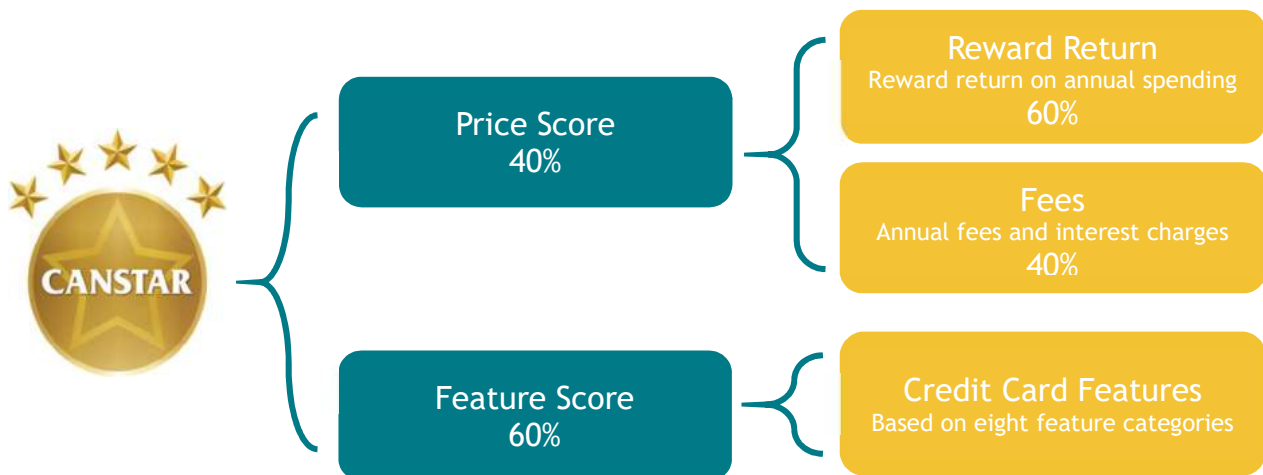 CANSTAR
Price Score
40%
Reward Return
Reward return on annual spending
60%
Fees
Annual fees and interest charges
40%
Feature Score
60%
Credit Card Features
Based on eight feature categories